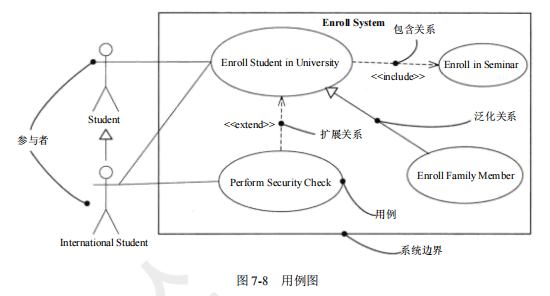 Enroll System
包含关系
Enroll Student in University
Enroll in Seminar
<<include>>
Student
<<extend>>
扩展关系
泛化关系
参与者
Perform Security Check
Enroll Family Member
用例
International Student
系统边界
图 7-8 用例图